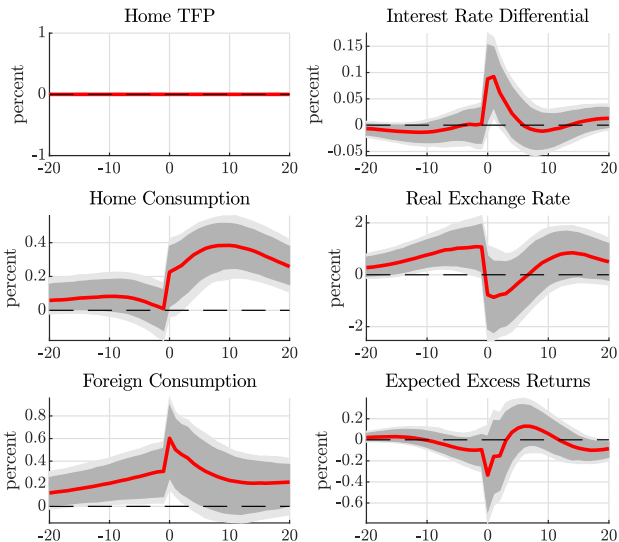 Home TFP
percent
1
0
-1
-20 -10 0 10 20
Interest Rate Differential
percent
0.15
0.1
0.05
0
-0.05
-20 -10 0 10 20
Home Consumption
percent
0.4
0.2
0
-20 -10 0 10 20
Real Exchange Rate
percent
2
0
-2
-20 -10 0 10 20
Foreign Consumption
percent
0.8
0.6
0.4
0.2
0
-20 -10 0 10 20
Expected Excess Returns
percent
0.2
0
-0.2
-0.4
-0.6
-20 -10 0 10 20